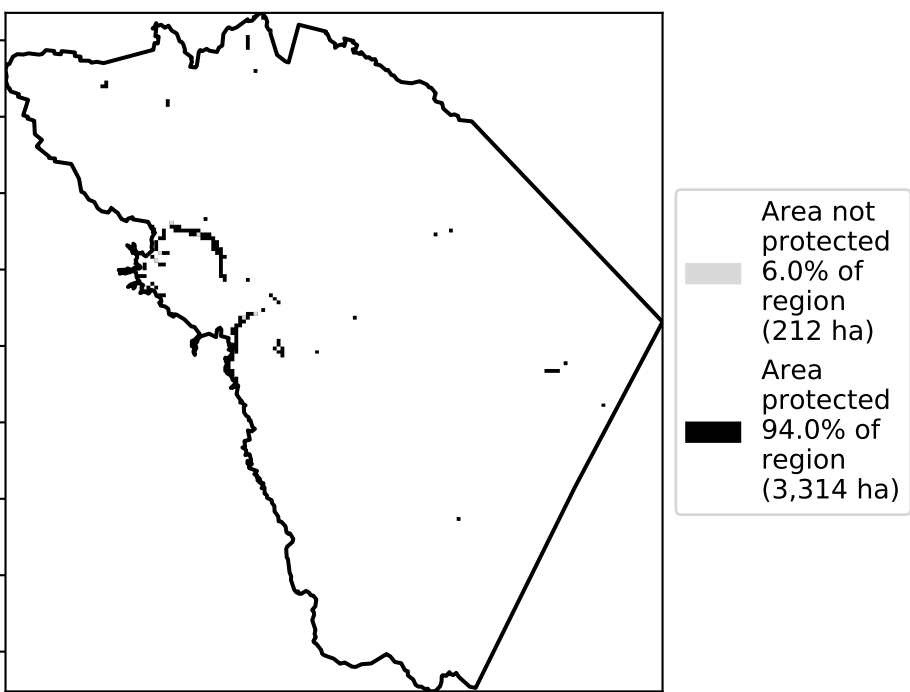 Area not
protected
6.0% of
region
(212 ha)
Area
protected
94.0% of
region
(3,314 ha)